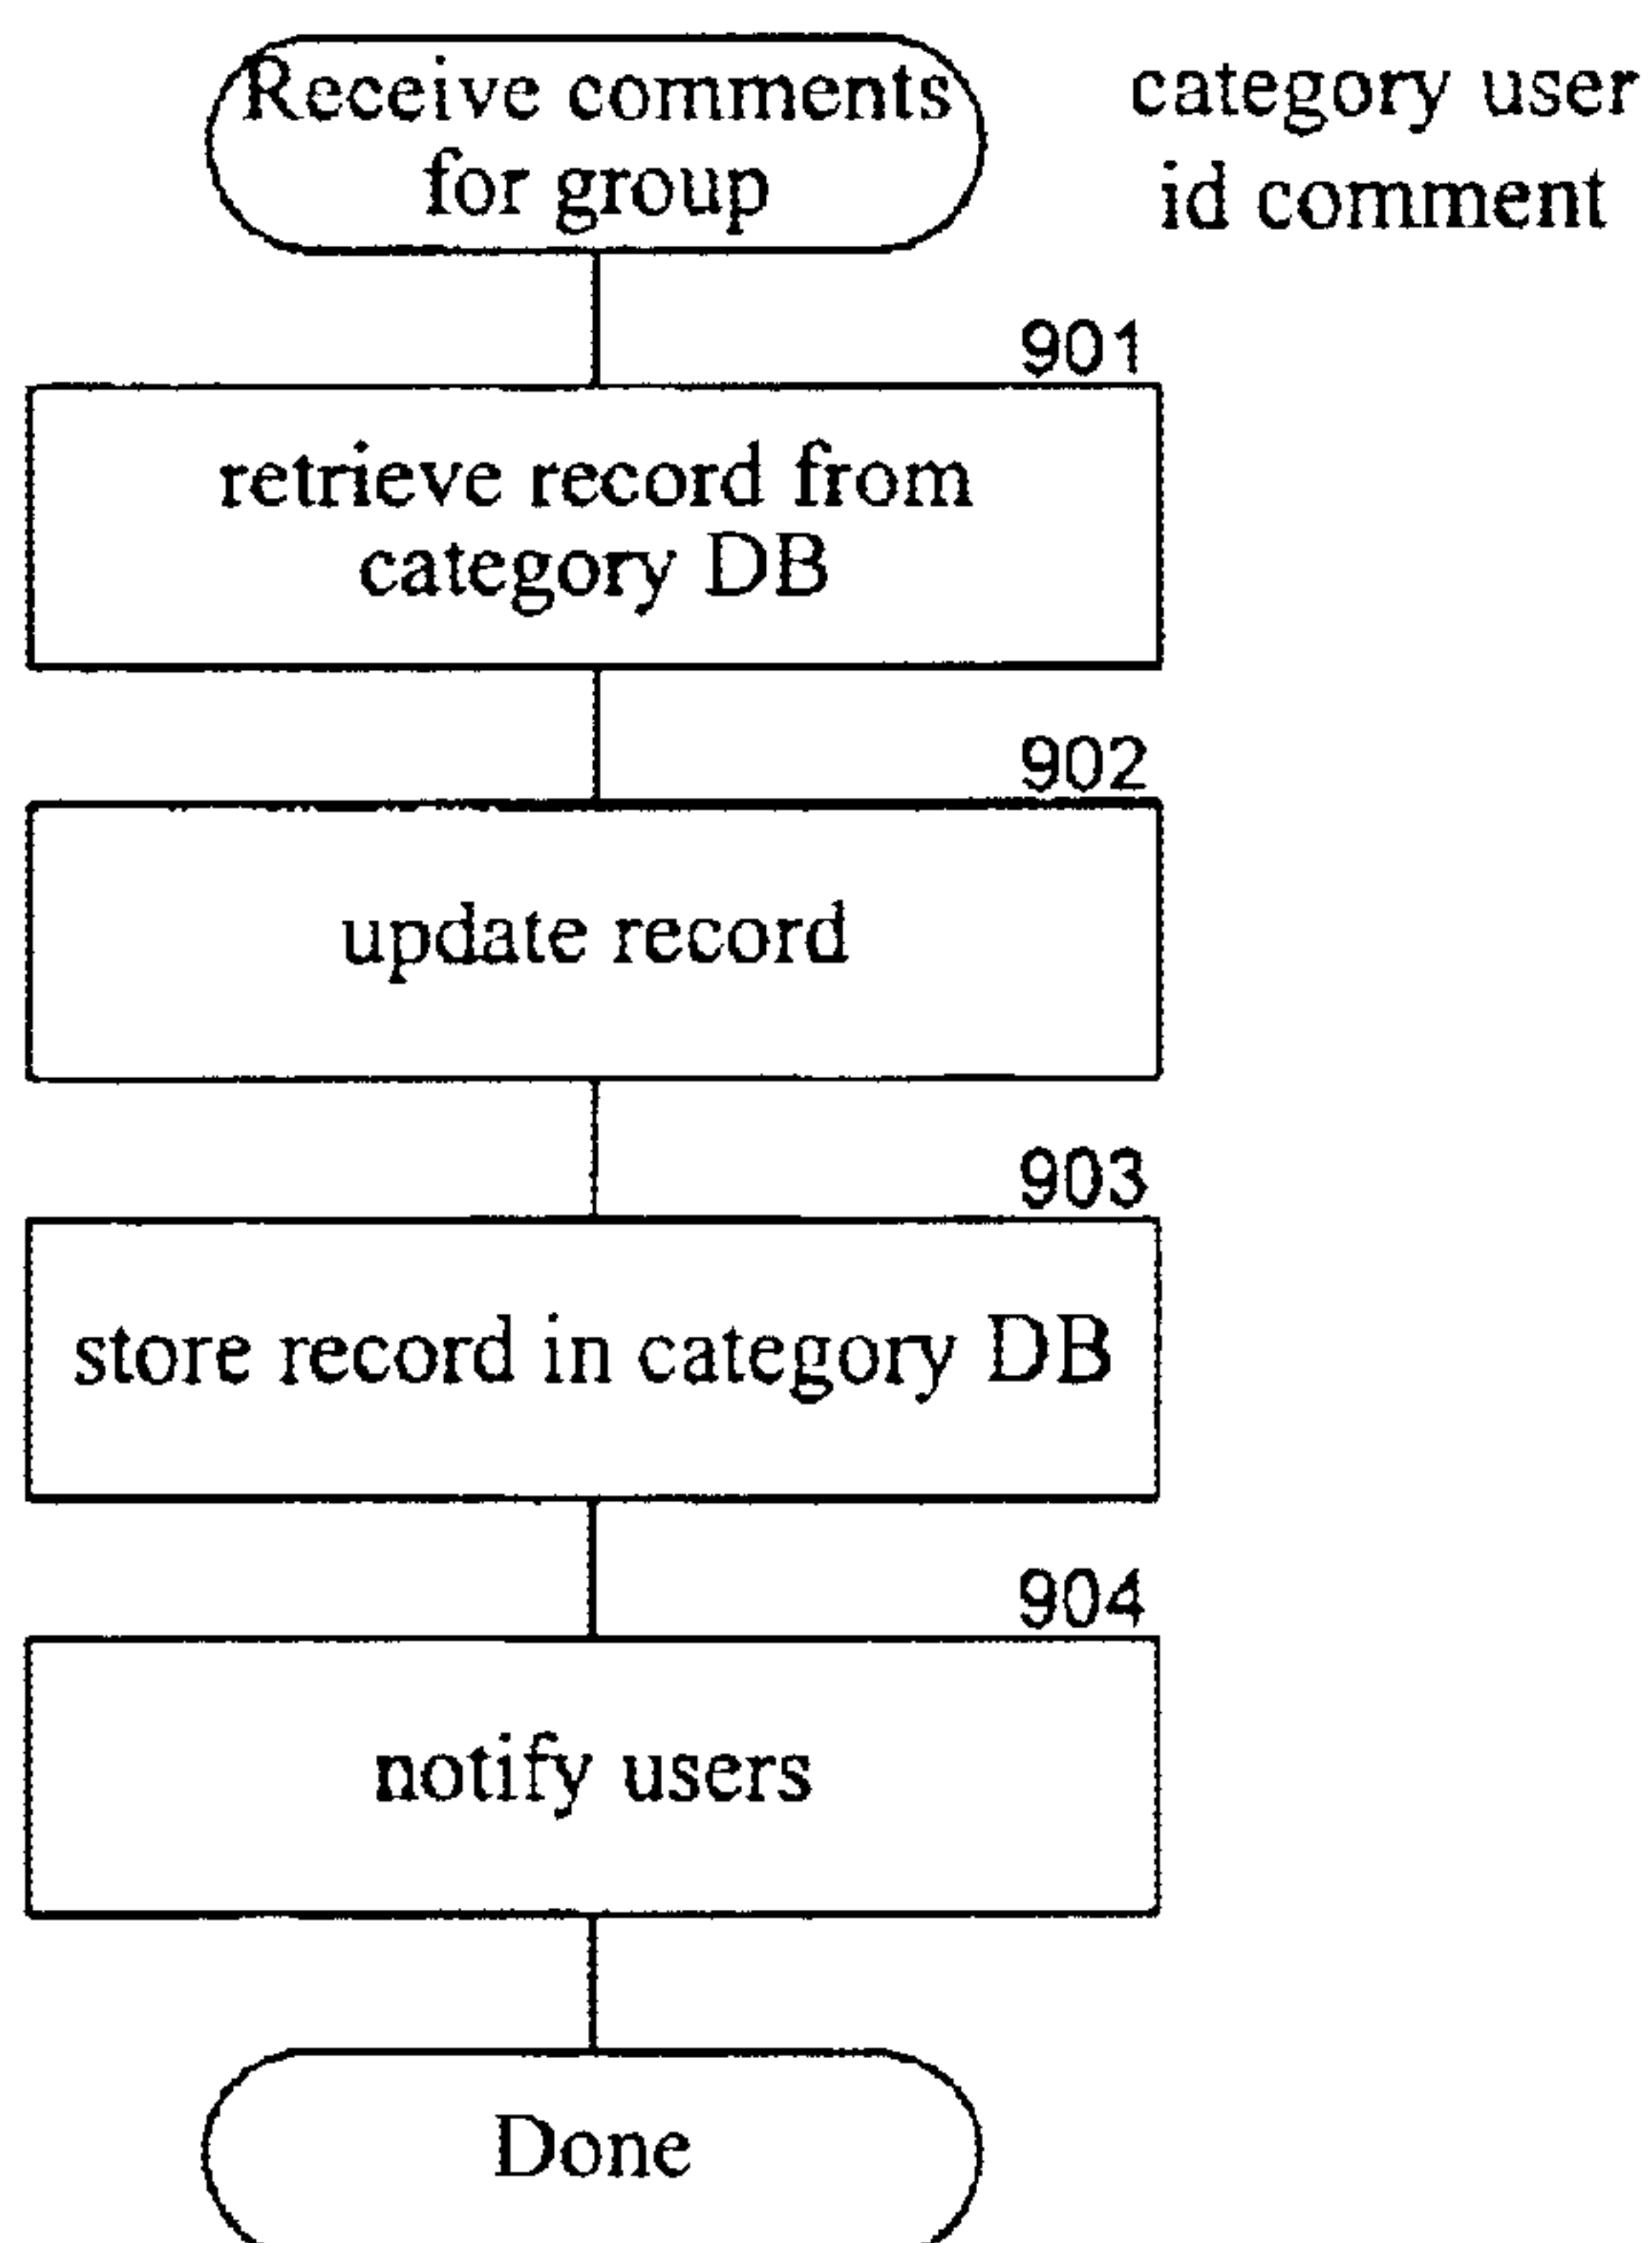 Receive comments
for group
category user
id comment
901
retrieve record from
category DB
902
update record
903
store record in category DB
904
notify users
Done